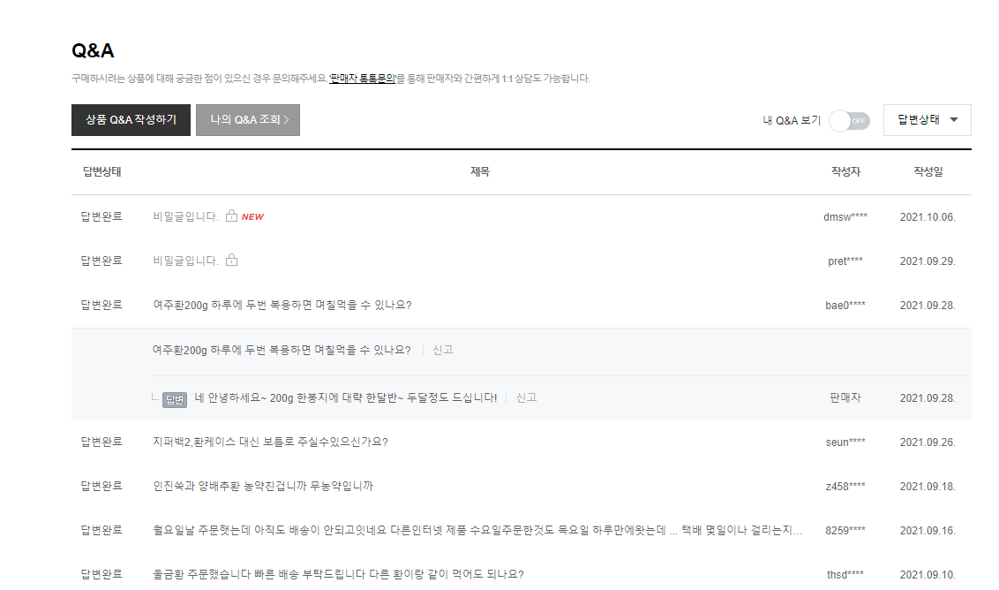 Q&A
구매하시려는 상품에 대해 궁금한 점이 있으신 경우 문의해주세요. '판매자 톡톡문의'를 통해 판매자와 간편하게 1:1 상담도 가능합니다.
상품 Q&A 작성하기 나의 Q&A 조회 > 내 Q&A 보기 OFF 답변상태
답변상태 제목 작성자 작성일
답변완료 비밀글입니다. NEW dmsw**** 2021.10.06.
답변완료 비밀글입니다. pret**** 2021.09.29.
답변완료 여주환200g 하루에 두번 복용하면 며칠먹을 수 있나요? bae0**** 2021.09.28.
여주환200g 하루에 두번 복용하면 며칠먹을 수 있나요? 신고
답변 네 안녕하세요~ 200g 한봉지에 대략 한달반~ 두달정도 드십니다! 신고 판매자 2021.09.28.
답변완료 지퍼백2,환케이스 대신 보틀로 주실수있으신가요? seun**** 2021.09.26.
답변완료 인진쑥과 양배추환 농약친겁니까 무농약입니까 z458**** 2021.09.18.
답변완료 월요일날 주문햇는데 아직도 배송이 안되고잇네요 다른인터넷 제품 수요일주문한것도 목요일 하루만에왓는데 ... 택배 몇일이나 걸리는지... 8259**** 2021.09.16.
답변완료 울금환 주문했습니다 빠른 배송 부탁드립니다 다른 환이랑 같이 먹어도 되나요? thsd**** 2021.09.10.